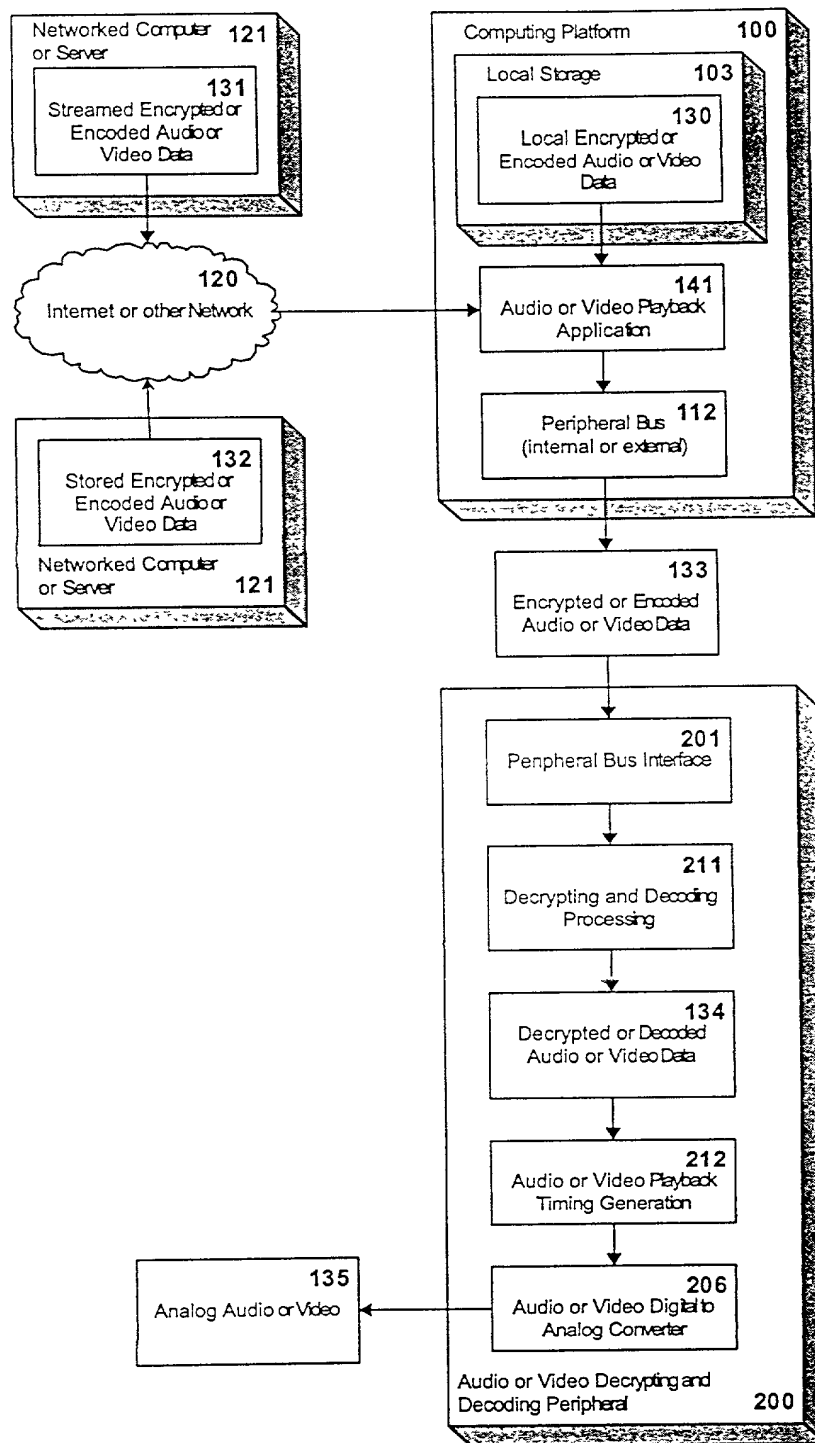 Networked Computer
or Server
121
131
Streamed Encrypted or
Encoded Audio or
Video Data
120
Internet or other Network
132
Stored Encrypted or
Encoded Audio or
Video Data
Networked Computer
or Server
121
Computing Platform
100
Local Storage
103
130
Local Encrypted or
Encoded Audio or Video
Data
141
Audio or Video Playback
Application
112
Peripheral Bus
(internal or external)
133
Encrypted or Encoded
Audio or Video Data
201
Peripheral Bus Interface
211
Decrypting and Decoding
Processing
134
Decrypted or Decoded
Audio or Video Data
212
Audio or Video Playback
Timing Generation
206
Audio or Video Digital to
Analog Converter
135
Analog Audio or Video
Audio or Video Decrypting and
Decoding Peripheral
200